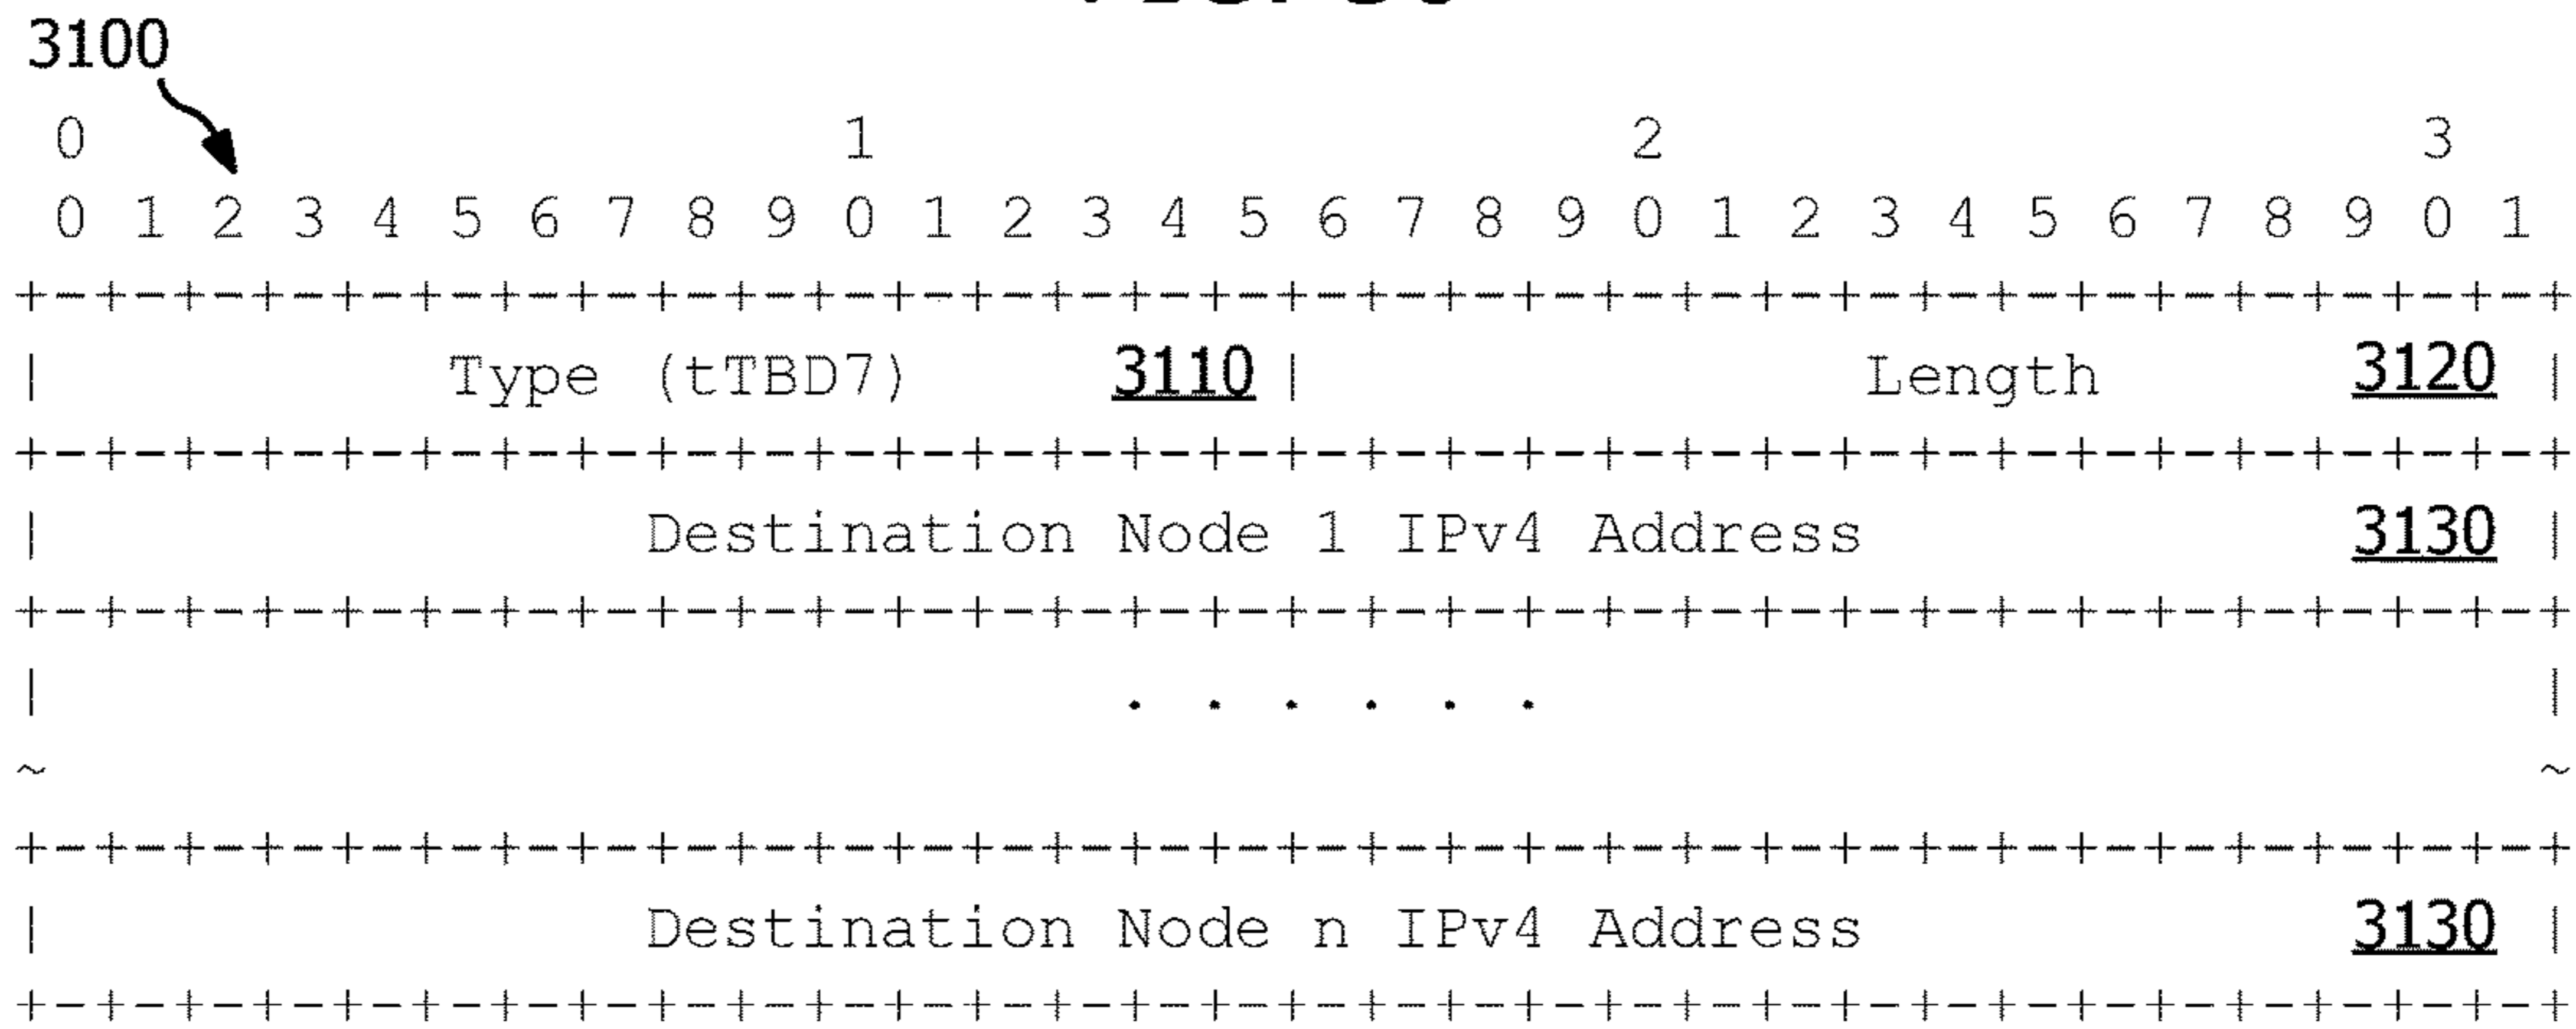 3100
0 1 2 3
0 1 2 3 4 5 6 7 8 9 0 1 2 3 4 5 6 7 8 9 0 1 2 3 4 5 6 7 8 9 0 1
+-+-+-+-+-+-+-+-+-+-+-+-+-+-+-+-+-+-+-+-+-+-+-+-+-+-+-+-+-+-+-+-+
| Type (tTBD7) 3110 | Length 3120 |
+-+-+-+-+-+-+-+-+-+-+-+-+-+-+-+-+-+-+-+-+-+-+-+-+-+-+-+-+-+-+-+-+
| Destination Node 1 IPv4 Address 3130 |
+-+-+-+-+-+-+-+-+-+-+-+-+-+-+-+-+-+-+-+-+-+-+-+-+-+-+-+-+-+-+-+-+
| . . . . . . |
~ ~
+-+-+-+-+-+-+-+-+-+-+-+-+-+-+-+-+-+-+-+-+-+-+-+-+-+-+-+-+-+-+-+-+
| Destination Node n IPv4 Address 3130 |
+-+-+-+-+-+-+-+-+-+-+-+-+-+-+-+-+-+-+-+-+-+-+-+-+-+-+-+-+-+-+-+-+